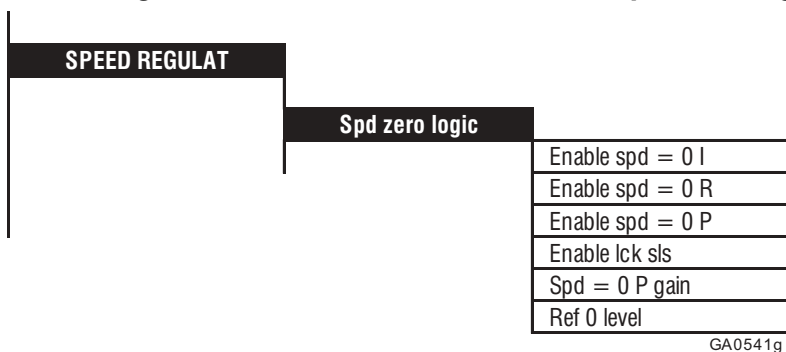 SPEED REGULAT
Spd zero logic
Enable spd = 0 I
Enable spd = 0 R
Enable spd = 0 P
Enable lck sls
Spd = 0 P gain
Ref 0 level
GA0541g